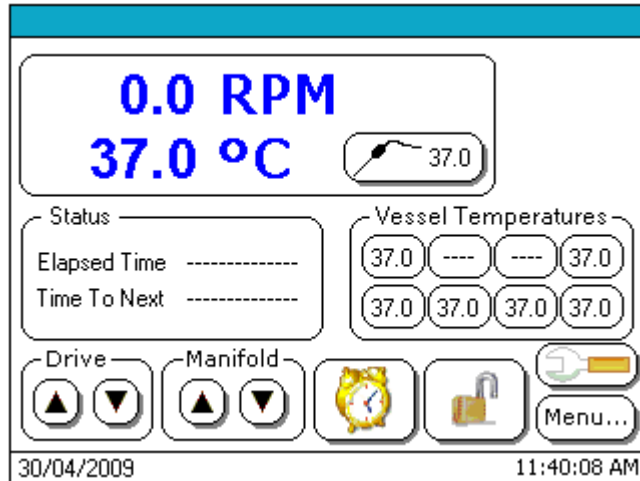 0.0 RPM
37.0 ºC
37.0
Status
Elapsed Time -------------
Time To Next -------------
Vessel Temperatures
37.0 ---- ---- 37.0
37.0 37.0 37.0 37.0
Drive
Manifold
Menu...
30/04/2009
11:40:08 AM